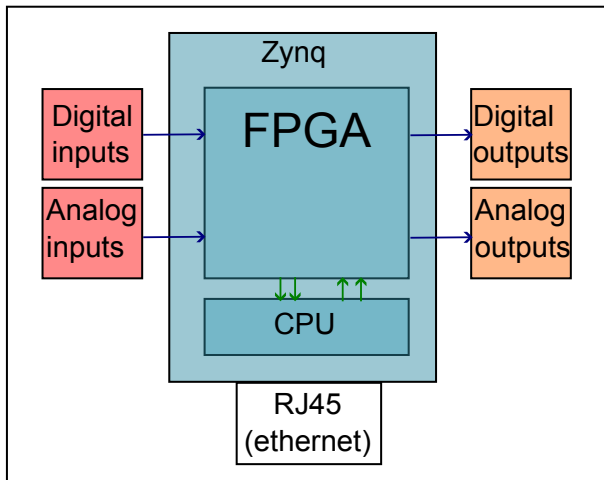 Zynq
Digital
inputs
FPGA
Digital
outputs
Analog
inputs
Analog
outputs
CPU
RJ45
(ethernet)